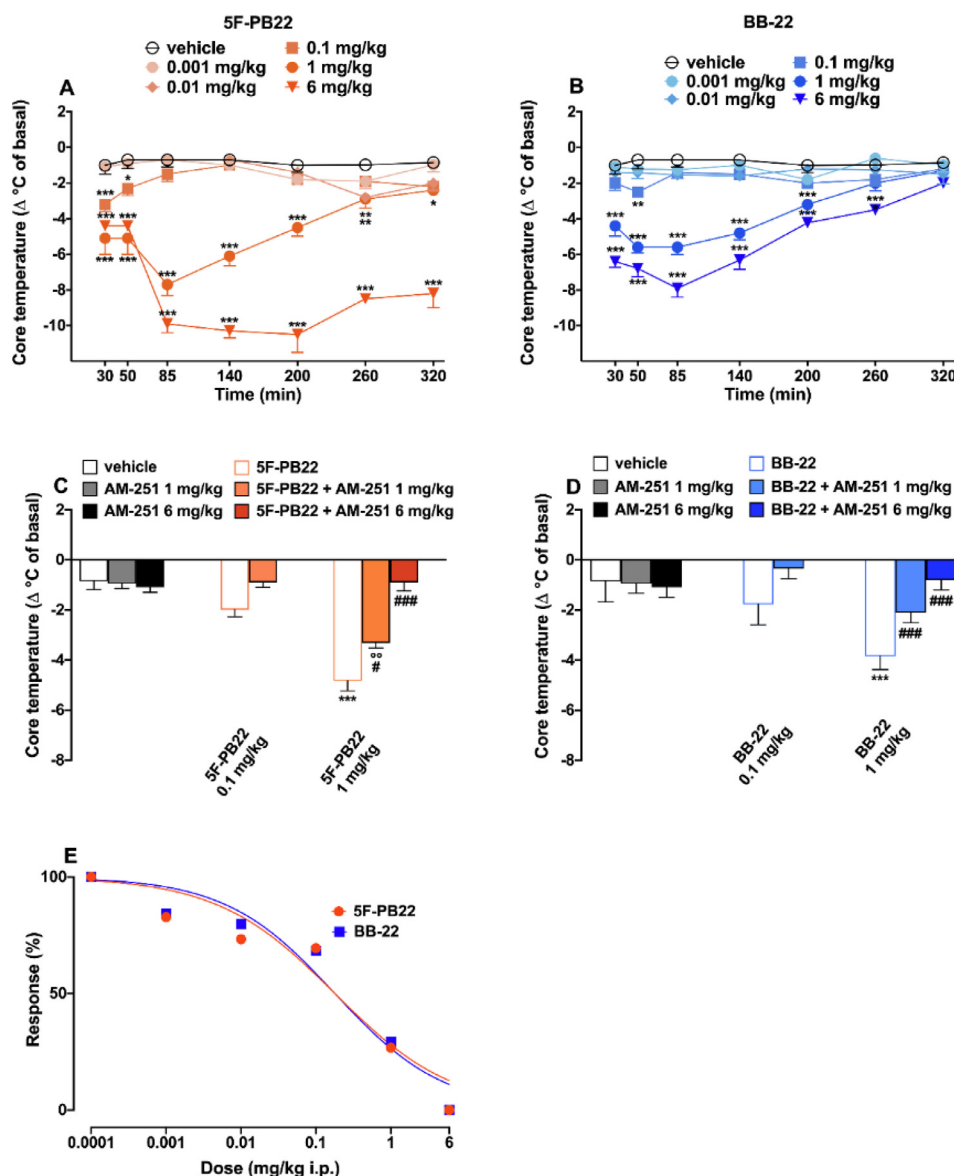 5F-PB22
vehicle
0.001 mg/kg
0.01 mg/kg
0.1 mg/kg
1 mg/kg
6 mg/kg
A
Core temperature (Δ °C of basal)
2
0
-2
-4
-6
-8
-10
***
*
***
***
***
***
***
***
***
***
***
**
**
*
***
***
***
30 50 85 140 200 260 320
Time (min)
BB-22
vehicle
0.001 mg/kg
0.01 mg/kg
0.1 mg/kg
1 mg/kg
6 mg/kg
B
Core temperature (Δ °C of basal)
2
0
-2
-4
-6
-8
-10
**
***
***
***
***
***
***
***
***
***
***
***
***
30 50 85 140 200 260 320
Time (min)
C
vehicle
AM-251 1 mg/kg
AM-251 6 mg/kg
5F-PB22
5F-PB22 + AM-251 1 mg/kg
5F-PB22 + AM-251 6 mg/kg
Core temperature (Δ °C of basal)
2
0
-2
-4
-6
-8
***
°°
#
###
5F-PB22
0.1 mg/kg
5F-PB22
1 mg/kg
D
vehicle
AM-251 1 mg/kg
AM-251 6 mg/kg
BB-22
BB-22 + AM-251 1 mg/kg
BB-22 + AM-251 6 mg/kg
Core temperature (Δ °C of basal)
2
0
-2
-4
-6
-8
***
###
###
BB-22
0.1 mg/kg
BB-22
1 mg/kg
E
5F-PB22
BB-22
Response (%)
100
50
0
0.0001 0.001 0.01 0.1 1 6
Dose (mg/kg i.p.)